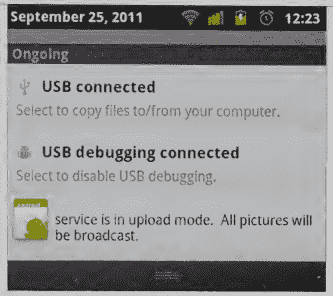 September 25, 2011 12:23
Ongoing
USB connected
Select to copy files to/from your computer.
USB debugging connected
Select to disable USB debugging.
service is in upload mode. All pictures will
be broadcast.